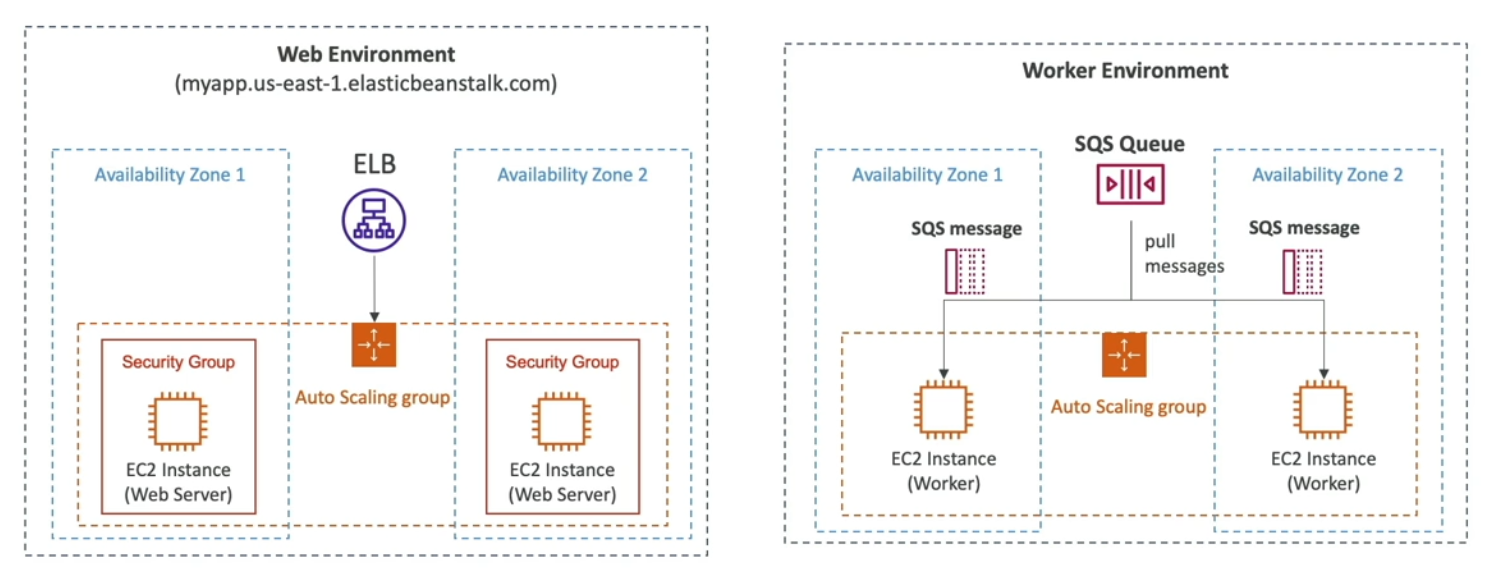 Web Environment
(myapp.us-east-1.elasticbeanstalk.com)
Availability Zone 1
ELB
Availability Zone 2
Security Group
EC2 Instance
(Web Server)
Auto Scaling group
Security Group
EC2 Instance
(Web Server)
Worker Environment
SQS Queue
Availability Zone 1
Availability Zone 2
SQS message
pull
messages
SQS message
Auto Scaling group
EC2 Instance
(Worker)
EC2 Instance
(Worker)